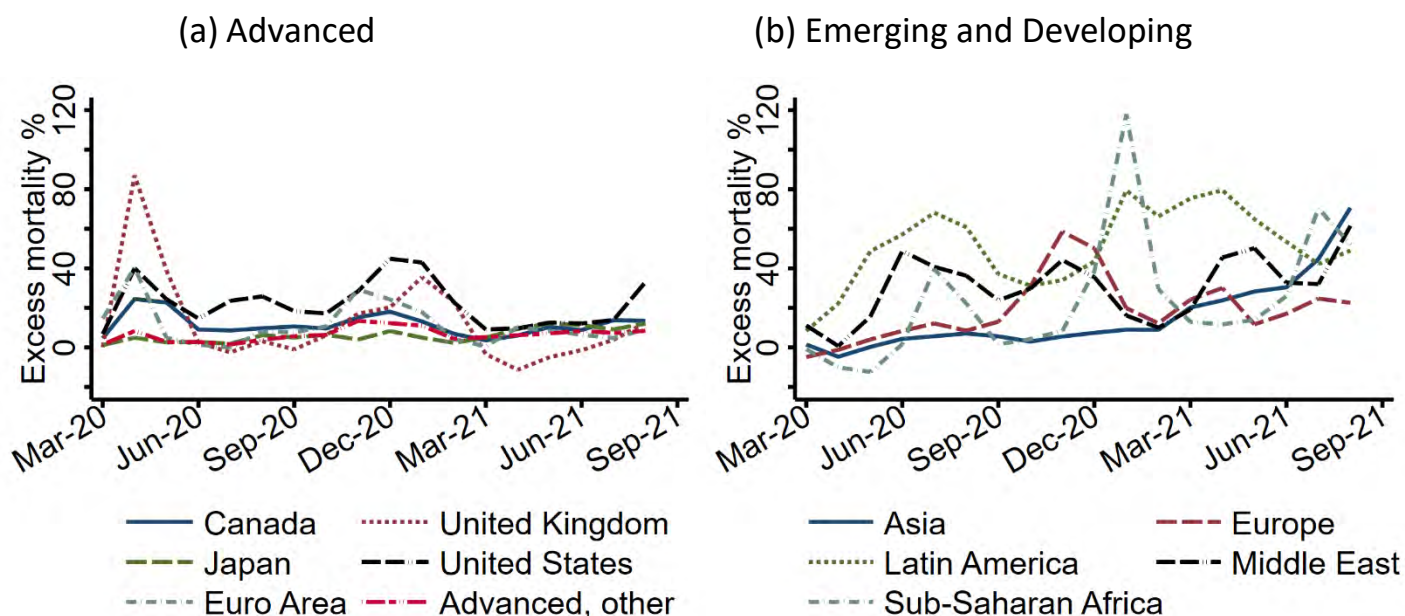 (a) Advanced
(b) Emerging and Developing
Excess mortality %
0 40 80 120
Mar-20 Jun-20 Sep-20 Dec-20 Mar-21 Jun-21 Sep-21
Canada United Kingdom
Japan United States
Euro Area Advanced, other
Excess mortality %
0 40 80 120
Mar-20 Jun-20 Sep-20 Dec-20 Mar-21 Jun-21 Sep-21
Asia Europe
Latin America Middle East
Sub-Saharan Africa